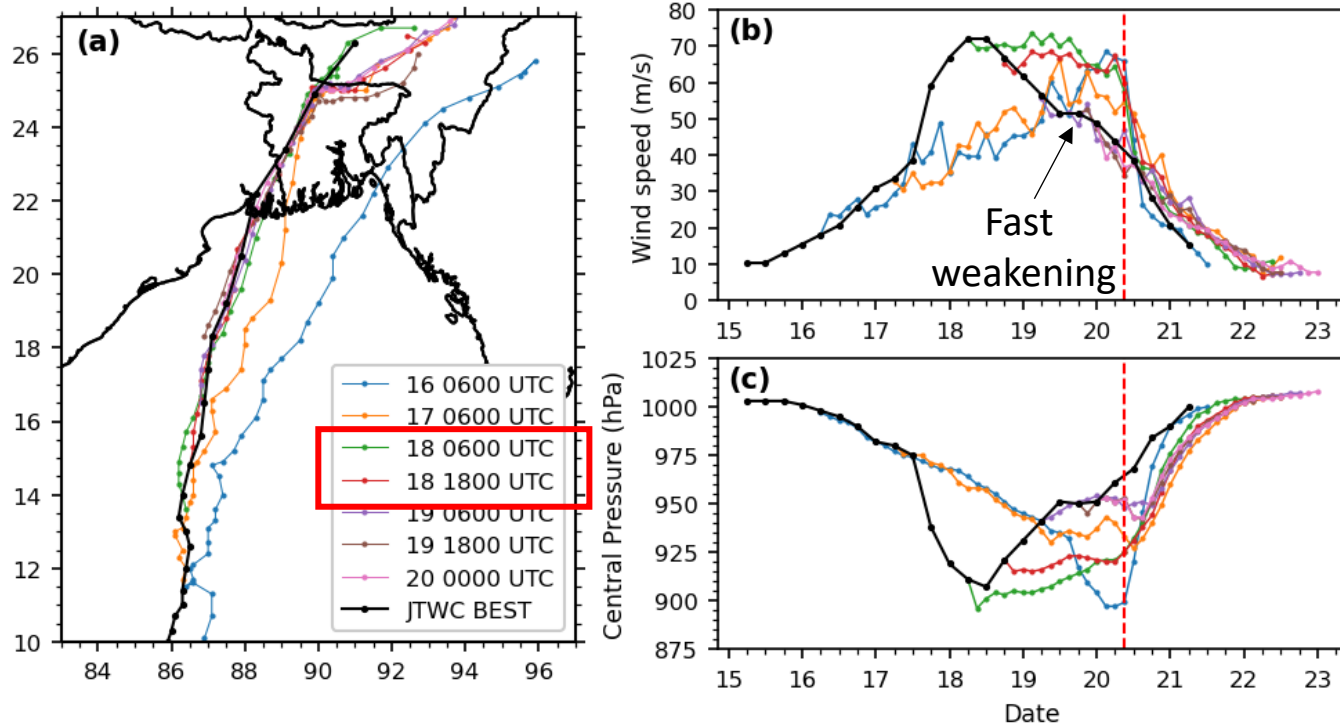 (a)
26
24
22
20
18
16
14
12
10
84 86 88 90 92 94 96
16 0600 UTC
17 0600 UTC
18 0600 UTC
18 1800 UTC
19 0600 UTC
19 1800 UTC
20 0000 UTC
JTWC BEST
(b)
Wind speed (m/s)
80
70
60
50
40
30
20
10
0
15 16 17 18 19 20 21 22 23
Fast
weakening
(c)
Central Pressure (hPa)
1025
1000
975
950
925
900
875
15 16 17 18 19 20 21 22 23
Date